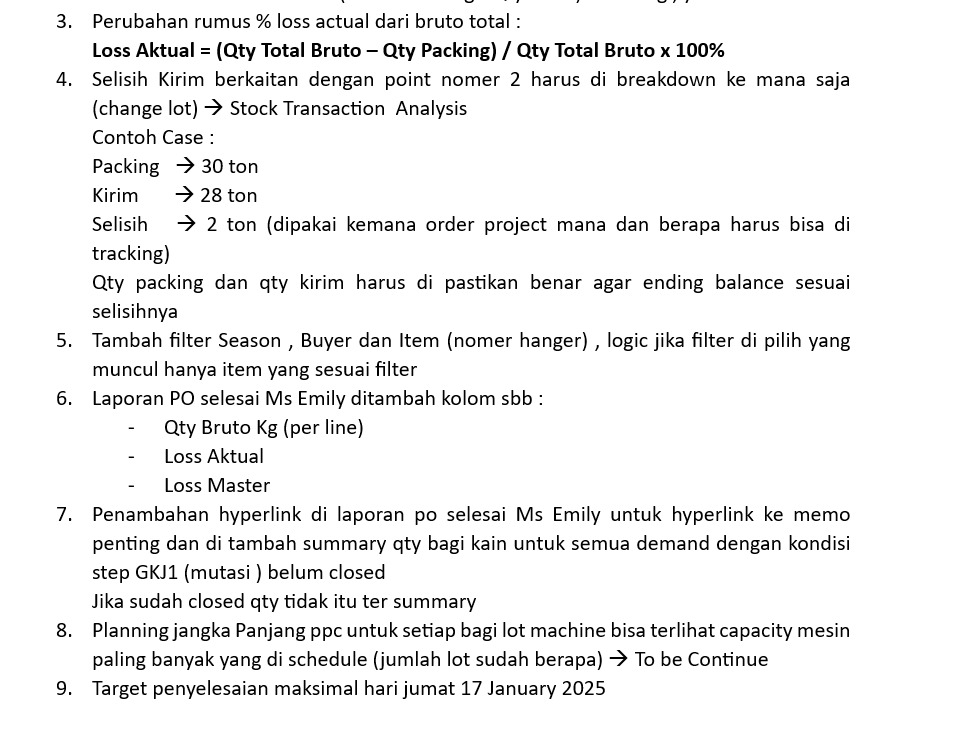 3. Perubahan rumus % loss actual dari bruto total :
Loss Aktual = (Qty Total Bruto – Qty Packing) / Qty Total Bruto x 100%
4. Selisih Kirim berkaitan dengan point nomer 2 harus di breakdown ke mana saja
(change lot) → Stock Transaction Analysis
Contoh Case :
Packing → 30 ton
Kirim → 28 ton
Selisih → 2 ton (dipakai kemana order project mana dan berapa harus bisa di
tracking)
Qty packing dan qty kirim harus di pastikan benar agar ending balance sesuai
selisihnya
5. Tambah filter Season , Buyer dan Item (nomer hanger) , logic jika filter di pilih yang
muncul hanya item yang sesuai filter
6. Laporan PO selesai Ms Emily ditambah kolom sbb :
- Qty Bruto Kg (per line)
- Loss Aktual
- Loss Master
7. Penambahan hyperlink di laporan po selesai Ms Emily untuk hyperlink ke memo
penting dan di tambah summary qty bagi kain untuk semua demand dengan kondisi
step GKJ1 (mutasi ) belum closed
Jika sudah closed qty tidak itu ter summary
8. Planning jangka Panjang ppc untuk setiap bagi lot machine bisa terlihat capacity mesin
paling banyak yang di schedule (jumlah lot sudah berapa) → To be Continue
9. Target penyelesaian maksimal hari jumat 17 January 2025